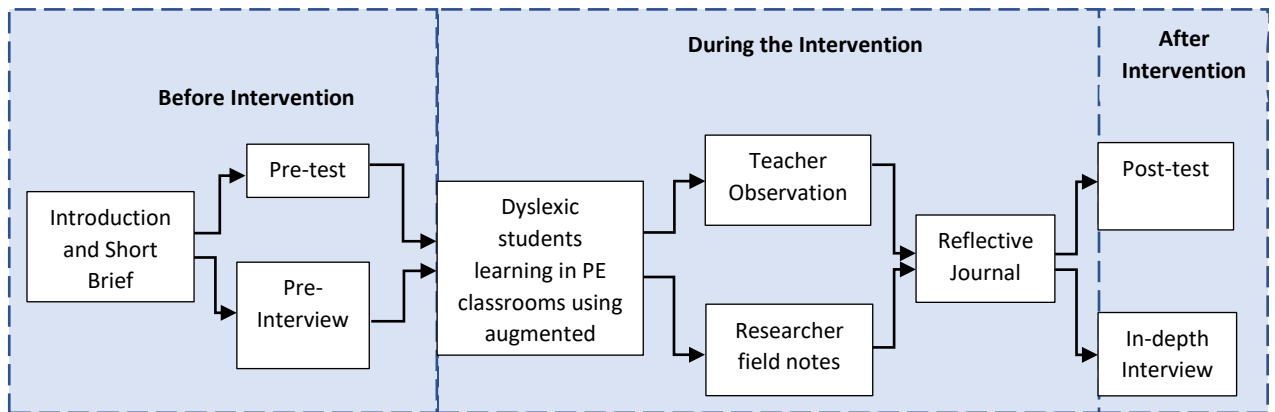 Before Intervention
During the Intervention
After
Intervention
Introduction
and Short
Brief
Pre-test
Pre-
Interview
Dyslexic
students
learning in PE
classrooms using
augmented
Teacher
Observation
Researcher
field notes
Reflective
Journal
Post-test
In-depth
Interview